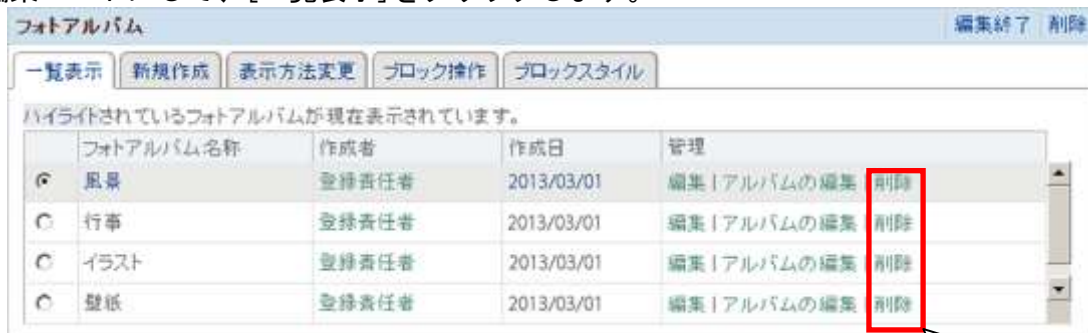 フォトアルバム 編集終了 削除
一覧表示 新規作成 表示方法変更 ブロック操作 ブロックスタイル
ハイライトされているフォトアルバムが現在表示されています。
フォトアルバム名称 作成者 作成日 管理
風景 登録責任者 2013/03/01 編集 | アルバムの編集 | 削除
行事 登録責任者 2013/03/01 編集 | アルバムの編集 | 削除
イラスト 登録責任者 2013/03/01 編集 | アルバムの編集 | 削除
壁紙 登録責任者 2013/03/01 編集 | アルバムの編集 | 削除